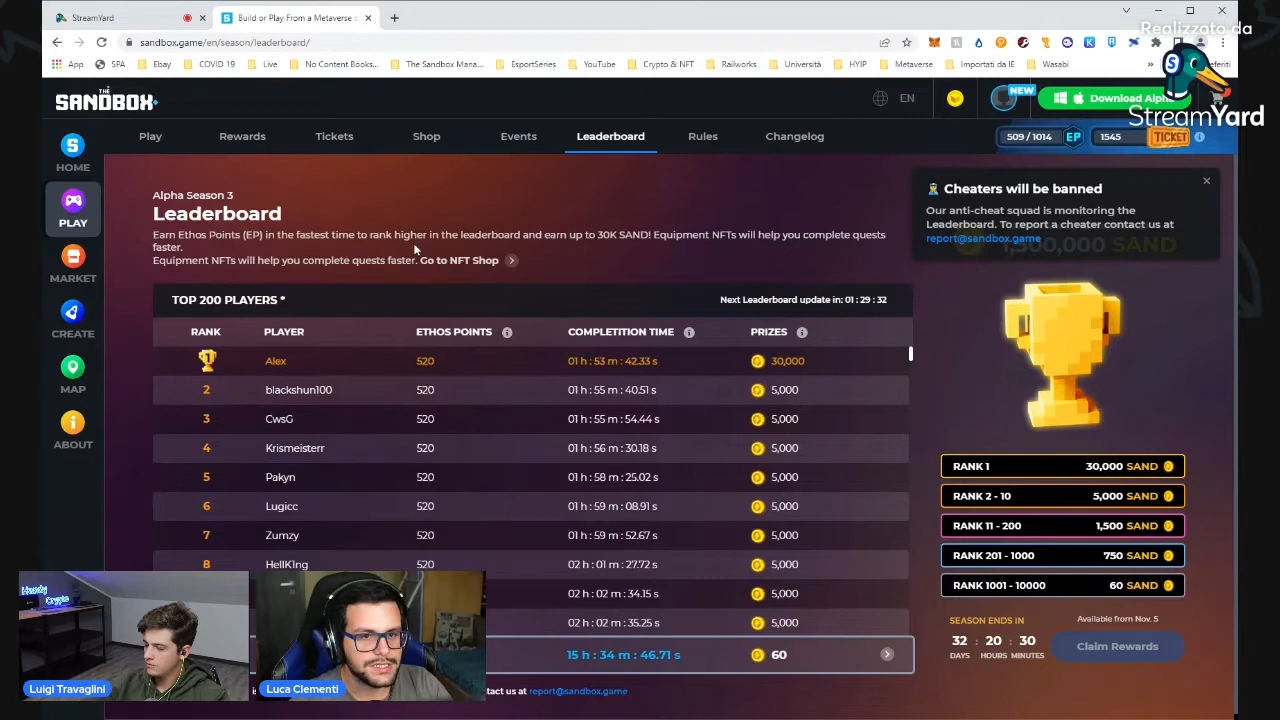 StreamYard
Build or Play From a Metaverse o
Realizzato da
sandbox.game/en/season/leaderboard/
App
SPA
Ebay
COVID 19
Live
No Content Books...
The Sandbox Mona...
SportSeries
YouTube
Crypto & NFT
Railworks
Università
HYIP
Metaverse
Importati da IE
Wasabi
StreamYard
THE
SANDBOX
EN
NEW
Download Alpha
Play
Rewards
Tickets
Shop
Events
Leaderboard
Rules
Changelog
509 / 1014
EP
1545
TICKET
HOME
PLAY
MARKET
CREATE
MAP
ABOUT
Alpha Season 3
Leaderboard
Earn Ethos Points (EP) in the fastest time to rank higher in the leaderboard and earn up to 30K SAND! Equipment NFTs will help you complete quests
faster.
Equipment NFTs will help you complete quests faster. Go to NFT Shop
Cheaters will be banned
Our anti-cheat squad is monitoring the
Leaderboard. To report a cheater contact us at
report@sandbox.game
TOP 200 PLAYERS *
Next Leaderboard update in: 01 : 29 : 32
RANK PLAYER ETHOS POINTS COMPLETITION TIME PRIZES
1 Alex 520 01 h : 53 m : 42.33 s 30,000
2 blackshun100 520 01 h : 55 m : 40.51 s 5,000
3 CwsG 520 01 h : 55 m : 54.44 s 5,000
4 Krismeisterr 520 01 h : 56 m : 30.18 s 5,000
5 Pakyn 520 01 h : 58 m : 25.02 s 5,000
6 Lugicc 520 01 h : 59 m : 08.91 s 5,000
7 Zumzy 520 01 h : 59 m : 52.67 s 5,000
8 HellK1ng 520 02 h : 01 m : 27.72 s 5,000
02 h : 02 m : 34.15 s 5,000
02 h : 02 m : 35.25 s 5,000
15 h : 34 m : 46.71 s 60
contact us at report@sandbox.game
RANK 1 30,000 SAND
RANK 2 - 10 5,000 SAND
RANK 11 - 200 1,500 SAND
RANK 201 - 1000 750 SAND
RANK 1001 - 10000 60 SAND
SEASON ENDS IN
32 : 20 : 30
DAYS HOURS MINUTES
Available from Nov. 5
Claim Rewards
Crypto
Luigi Travaglini
Luca Clementi